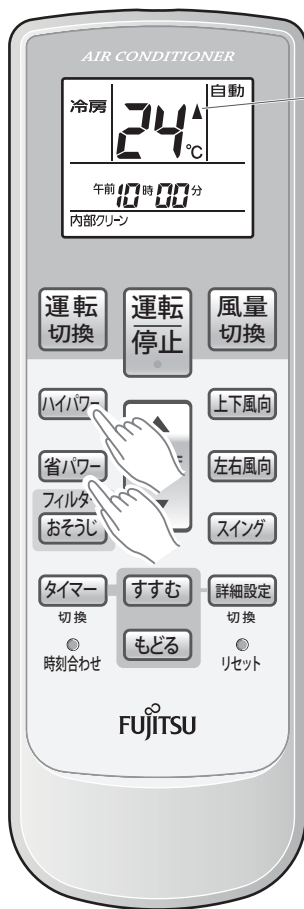 AIR CONDITIONER
冷房 24 ▲ ℃ 自動
午前 10時00分
内部クリーン
運転切換 運転停止 風量切換
ハイパワー 上下風向
省パワー 左右風向
フィルター
おそうじ スイング
タイマー すすむ 詳細設定
切換 切換
時刻合わせ もどる リセット
FUJITSU